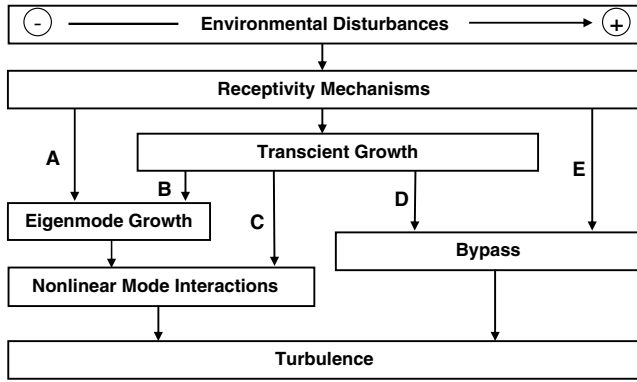 - Environmental Disturbances +
Receptivity Mechanisms
A
Transcient Growth
E
B
D
Eigenmode Growth
C
Bypass
Nonlinear Mode Interactions
Turbulence